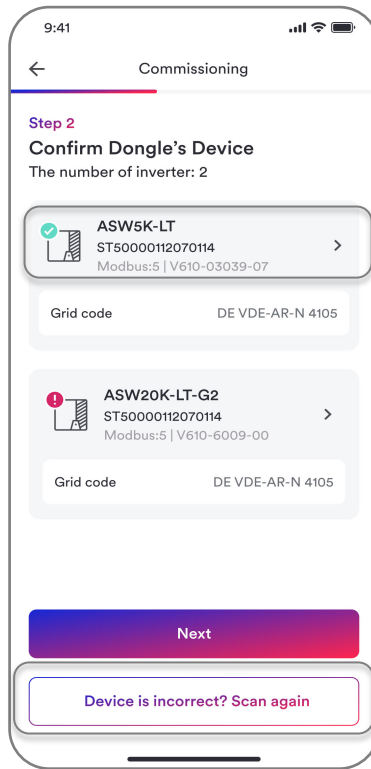 9:41
Commissioning
Step 2
Confirm Dongle's Device
The number of inverter: 2
ASW5K-LT
ST50000112070114
Modbus:5 | V610-03039-07
Grid code DE VDE-AR-N 4105
ASW20K-LT-G2
ST50000112070114
Modbus:5 | V610-6009-00
Grid code DE VDE-AR-N 4105
Next
Device is incorrect? Scan again